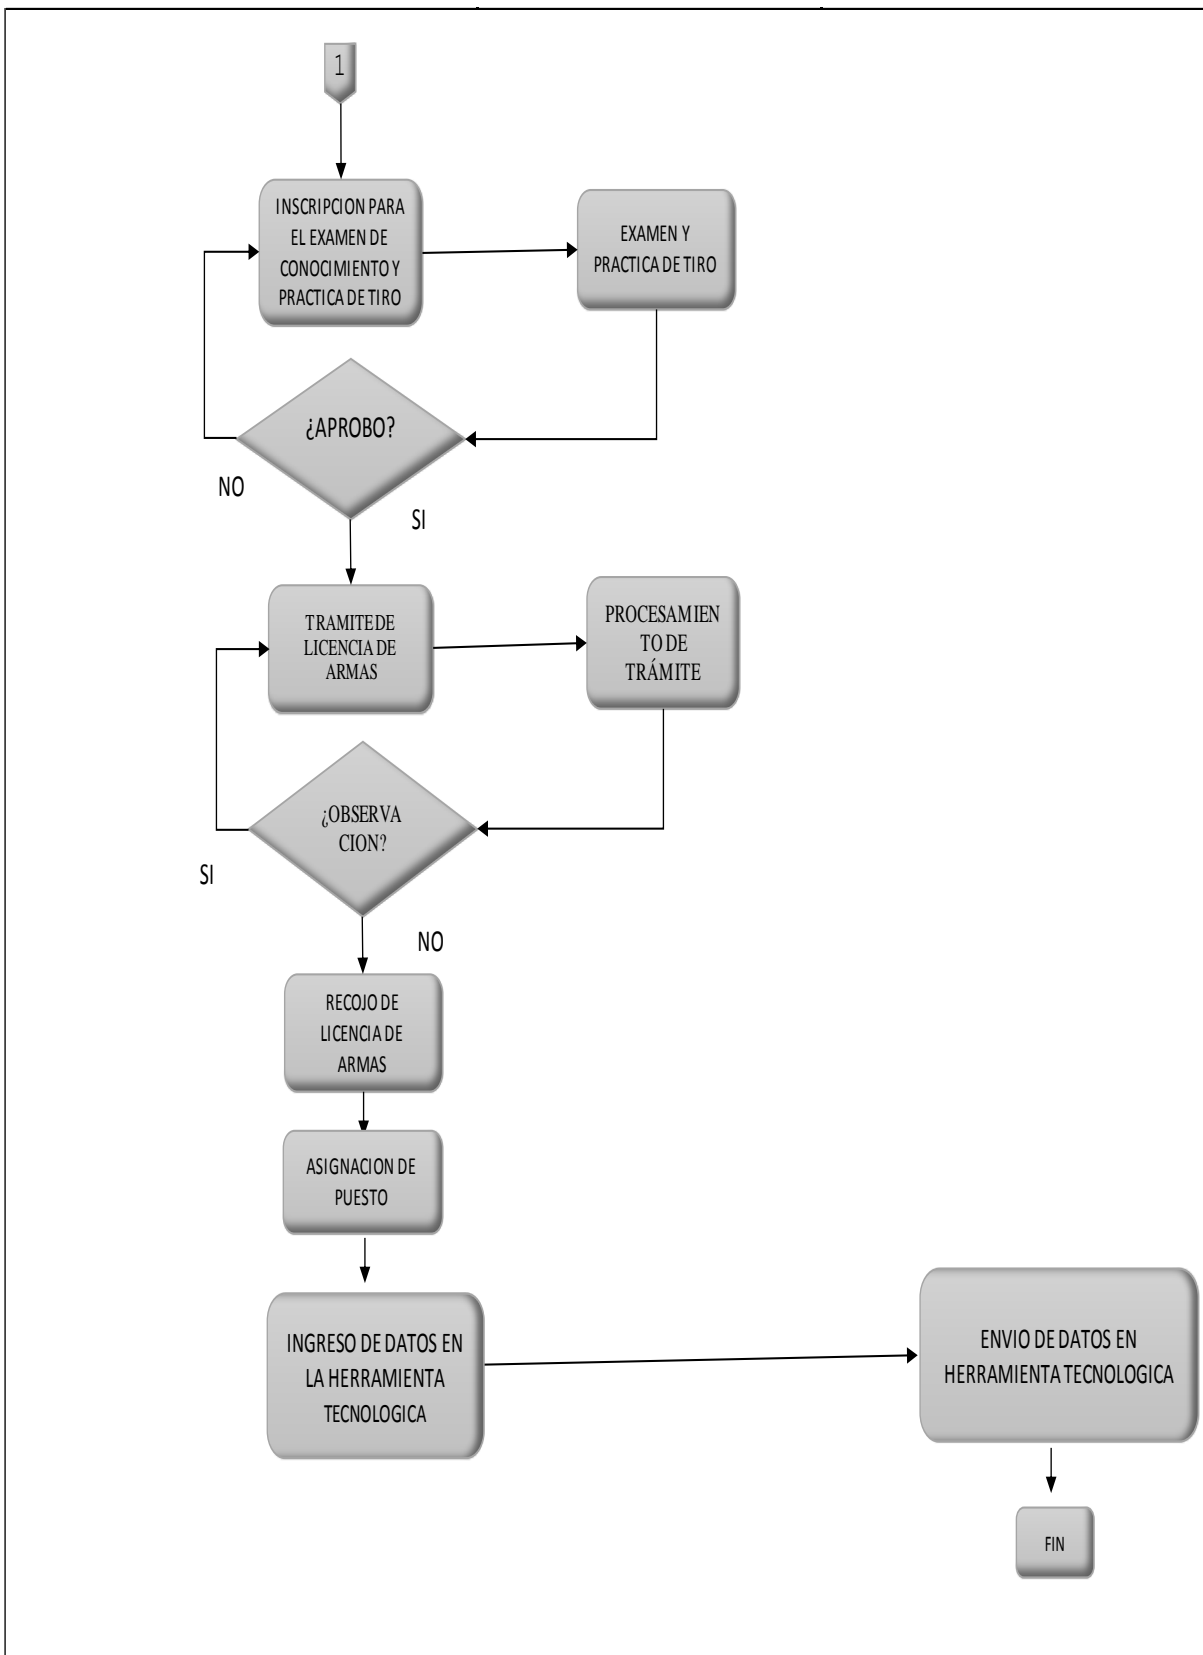 1
INSCRIPCION PARA
EL EXAMEN DE
CONOCIMIENTO Y
PRACTICA DE TIRO
EXAMEN Y
PRACTICA DE TIRO
¿APROBO?
NO
SI
TRAMITE DE
LICENCIA DE
ARMAS
PROCESAMIEN
TO DE
TRÁMITE
¿OBSERVA
CION?
SI
NO
RECOJO DE
LICENCIA DE
ARMAS
ASIGNACION DE
PUESTO
INGRESO DE DATOS EN
LA HERRAMIENTA
TECNOLOGICA
ENVIO DE DATOS EN
HERRAMIENTA TECNOLOGICA
FIN